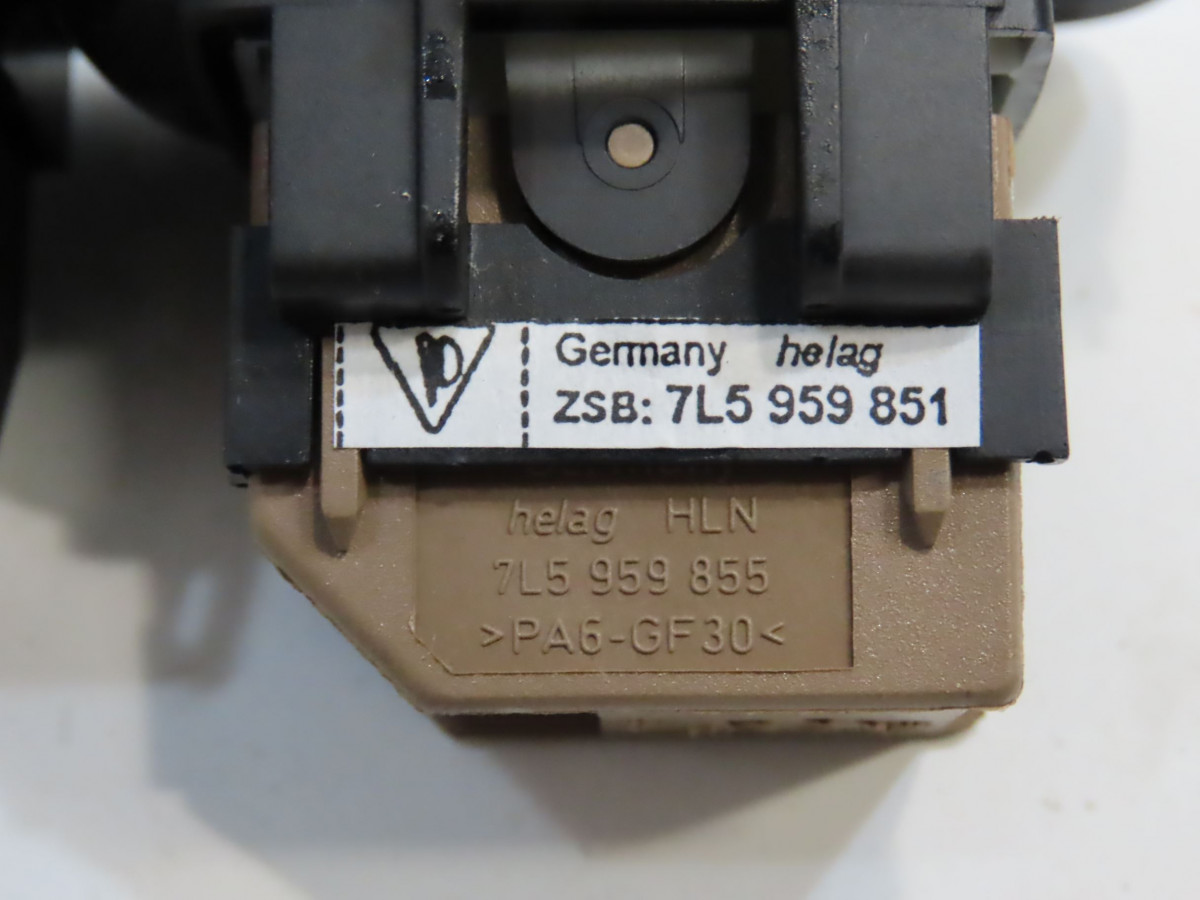 Germany helag
ZSB: 7L5 959 851
helag HLN
7L5 959 855
>PA6-GF30<